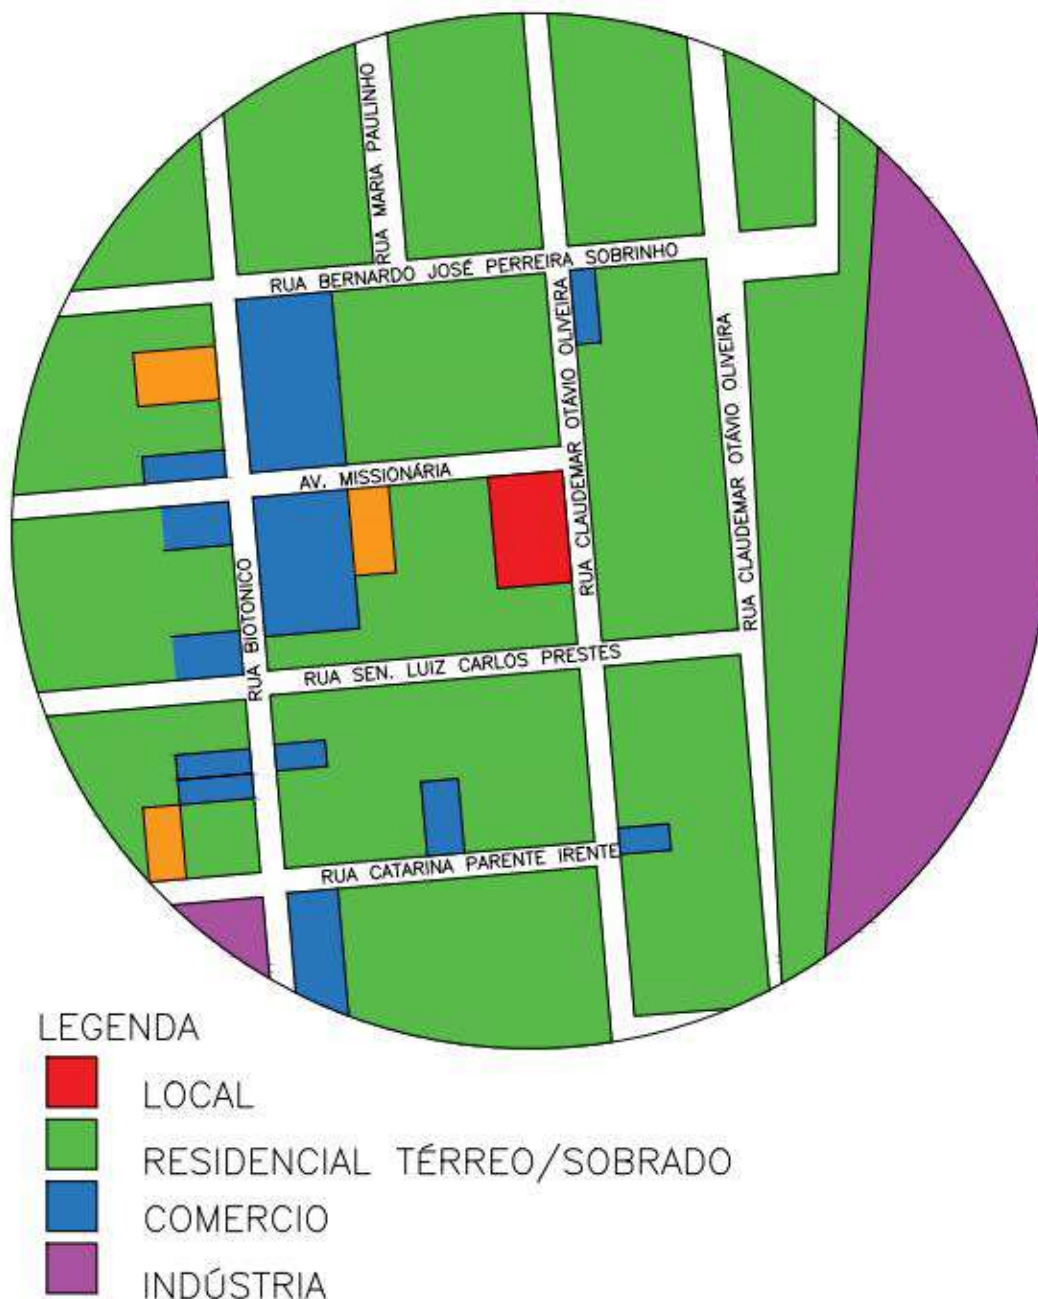 RUA MARIA PAULINHO
RUA BERNARDO JOSÉ PERREIRA SOBRINHO
RUA CLAUDEMAR OTÁVIO OLIVEIRA
RUA CLAUDEMAR OTÁVIO OLIVEIRA
AV. MISSIONÁRIA
RUA BIOTONICO
RUA SEN. LUIZ CARLOS PRESTES
RUA CATARINA PARENTE IRENTE
LEGENDA
LOCAL
RESIDENCIAL TÉRREO/SOBRADO
COMERCIO
INDÚSTRIA